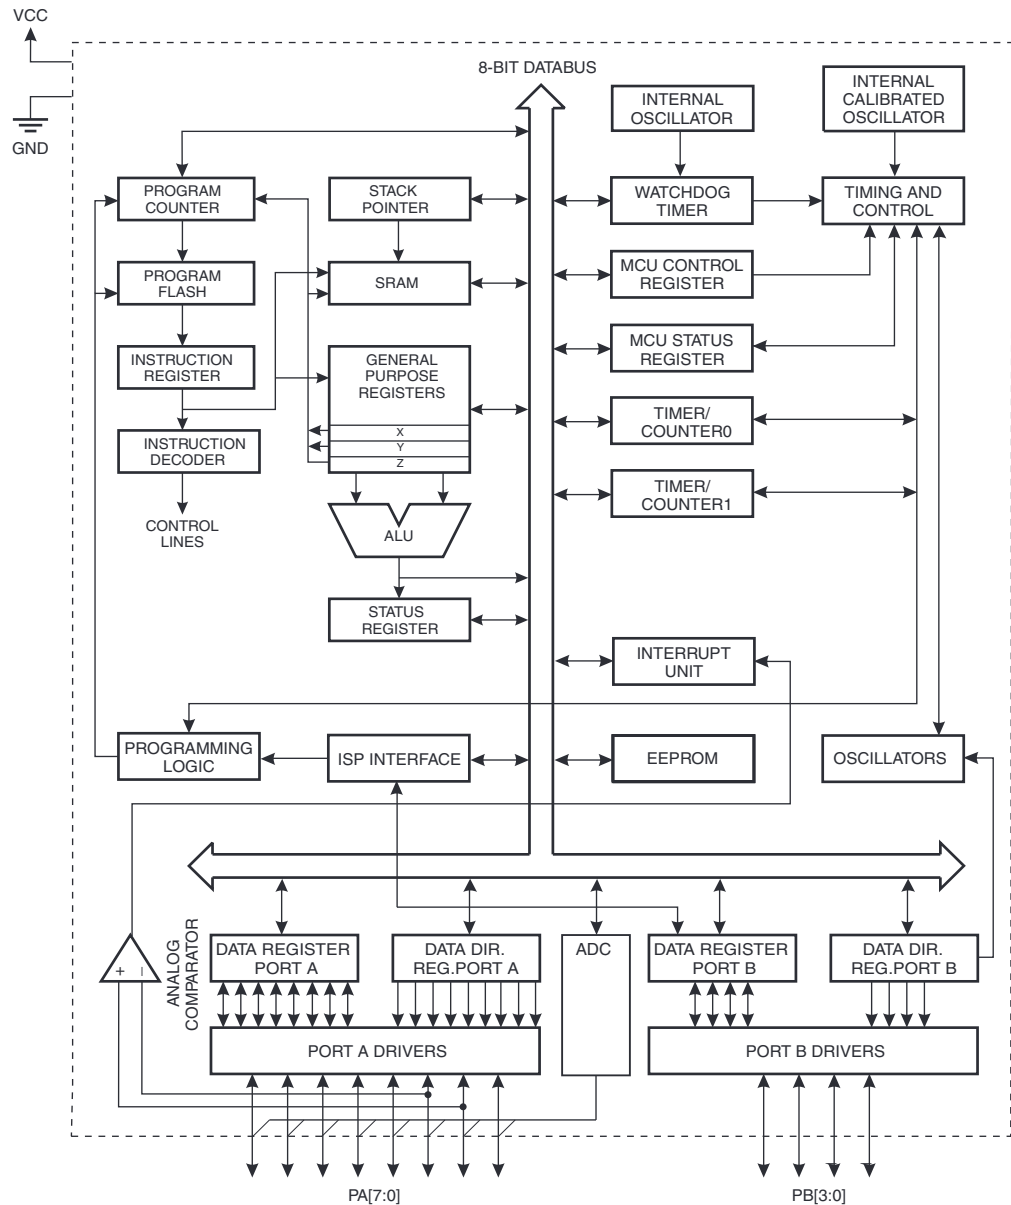 VCC
GND
8-BIT DATABUS
INTERNAL
OSCILLATOR
INTERNAL
CALIBRATED
OSCILLATOR
PROGRAM
COUNTER
STACK
POINTER
WATCHDOG
TIMER
TIMING AND
CONTROL
PROGRAM
FLASH
SRAM
MCU CONTROL
REGISTER
INSTRUCTION
REGISTER
GENERAL
PURPOSE
REGISTERS
X
Y
Z
MCU STATUS
REGISTER
INSTRUCTION
DECODER
TIMER/
COUNTER0
CONTROL
LINES
ALU
TIMER/
COUNTER1
STATUS
REGISTER
INTERRUPT
UNIT
PROGRAMMING
LOGIC
ISP INTERFACE
EEPROM
OSCILLATORS
+
–
ANALOG
COMPARATOR
DATA REGISTER
PORT A
DATA DIR.
REG.PORT A
ADC
DATA REGISTER
PORT B
DATA DIR.
REG.PORT B
PORT A DRIVERS
PORT B DRIVERS
PA[7:0]
PB[3:0]